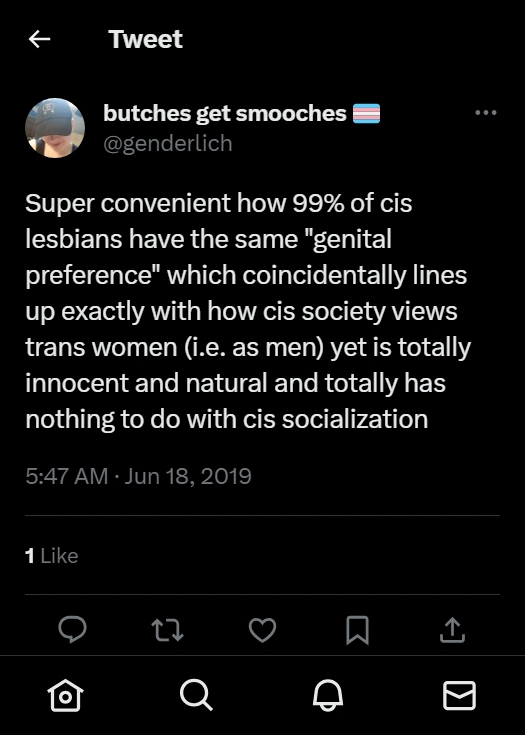 Tweet
butches get smooches
@genderlich
Super convenient how 99% of cis
lesbians have the same "genital
preference" which coincidentally lines
up exactly with how cis society views
trans women (i.e. as men) yet is totally
innocent and natural and totally has
nothing to do with cis socialization
5:47 AM · Jun 18, 2019
1 Like